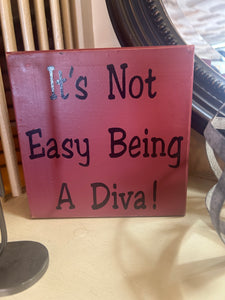 It's Not
Easy Being
A Diva!